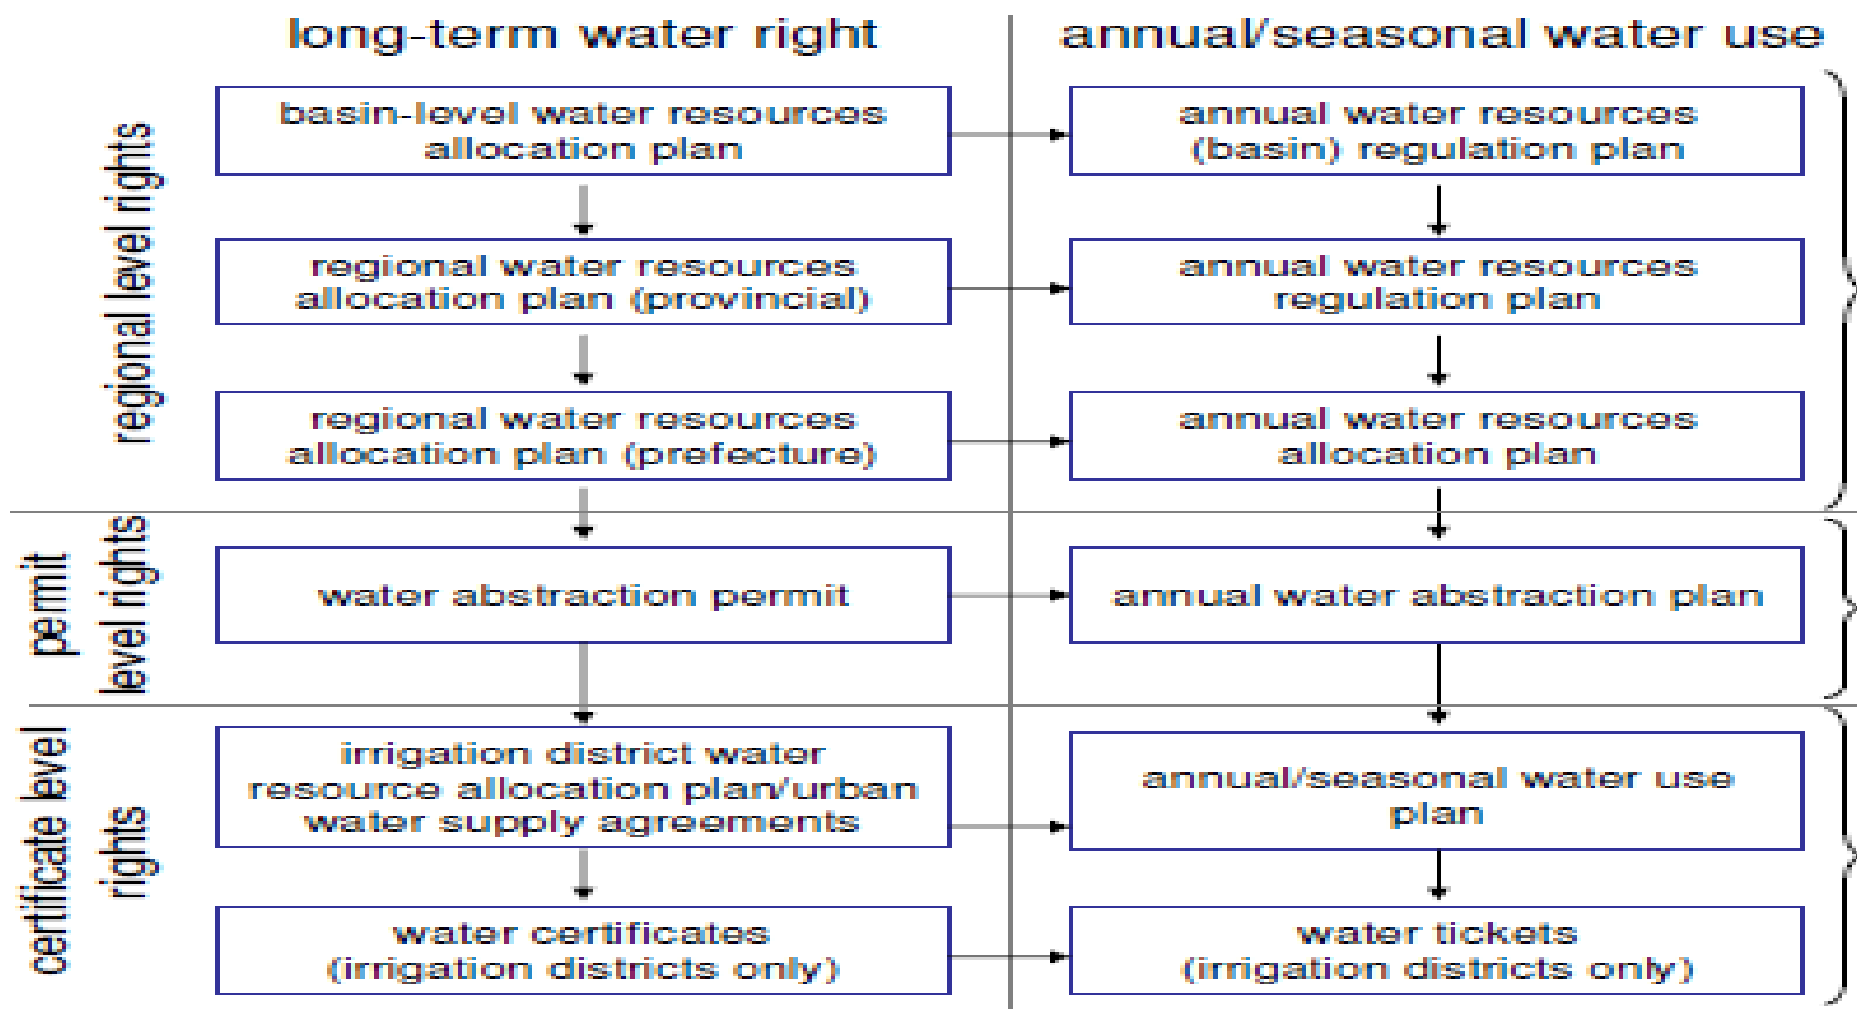 long-term water right
annual/seasonal water use
regional level rights
basin-level water resources
allocation plan
annual water resources
(basin) regulation plan
regional water resources
allocation plan (provincial)
annual water resources
regulation plan
regional water resources
allocation plan (prefecture)
annual water resources
allocation plan
permit
level rights
water abstraction permit
annual water abstraction plan
certificate level
rights
irrigation district water
resource allocation plan/urban
water supply agreements
annual/seasonal water use
plan
water certificates
(irrigation districts only)
water tickets
(irrigation districts only)